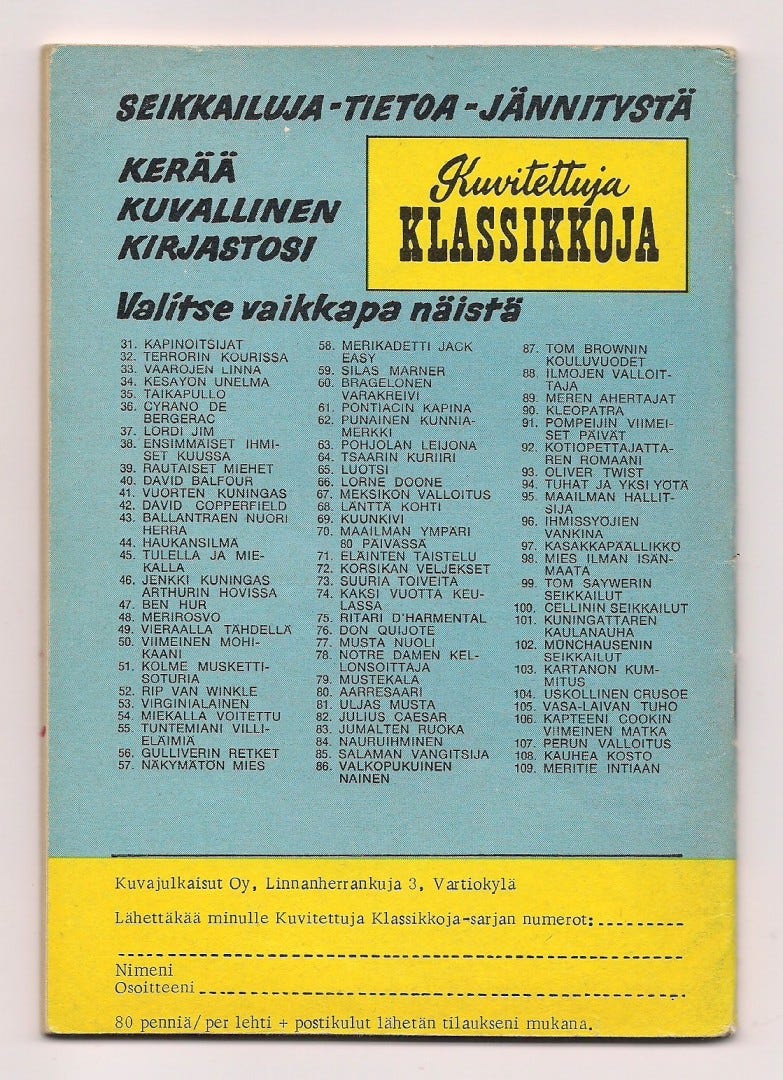 SEIKKAILUJA-TIETOA-JÄNNITYSTÄ
KERÄÄ
KUVALLINEN
KIRJASTOSI
Kuvitettuja
KLASSIKKOJA
Valitse vaikkapa näistä
31. KAPINOITSIJAT
32. TERRORIN KOURISSA
33. VAAROJEN LINNA
34. KESÄYÖN UNELMA
35. TAIKAPULLO
36. CYRANO DE
BERGERAC
37. LORDI JIM
38. ENSIMMÄISET IHMI-
SET KUUSSA
39. RAUTAISET MIEHET
40. DAVID BALFOUR
41. VUORTEN KUNINGAS
42. DAVID COPPERFIELD
43. BALLANTRAEN NUORI
HERRA
44. HAUKANSILMÄ
45. TULELLA JA MIE-
KALLA
46. JENKKI KUNINGAS
ARTHURIN HOVISSA
47. BEN HUR
48. MERIROSVO
49. VIERAALLA TÄHDELLÄ
50. VIIMEINEN MOHI-
KAANI
51. KOLME MUSKETTI-
SOTURIA
52. RIP VAN WINKLE
53. VIRGINIALAINEN
54. MIEKALLA VOITETTU
55. TUNTEMIANI VILLI-
ELÄIMIÄ
56. GULLIVERIN RETKET
57. NÄKYMÄTÖN MIES
58. MERIKADETTI JACK
EASY
59. SILAS MARNER
60. BRAGELONEN
VARAKREIVI
61. PONTIACIN KAPINA
62. PUNAINEN KUNNIA-
MERKKI
63. POHJOLAN LEIJONA
64. TSAARIN KURIIRI
65. LUOTSI
66. LORNE DOONE
67. MEKSIKON VALLOITUS
68. LÄNTTÄ KOHTI
69. KUUNKIVI
70. MAAILMAN YMPÄRI
80 PÄIVÄSSÄ
71. ELÄINTEN TAISTELU
72. KORSIKAN VELJEKSET
73. SUURIA TOIVEITA
74. KAKSI VUOTTA KEU-
LASSA
75. RITARI D'HARMENTAL
76. DON QUIJOTE
77. MUSTA NUOLI
78. NOTRE DAMEN KEL-
LONSOITTAJA
79. MUSTEKALA
80. AARRESAARI
81. ULJAS MUSTA
82. JULIUS CAESAR
83. JUMALTEN RUOKA
84. NAURUIHMINEN
85. SALAMAN VANGITSIJA
86. VALKOPUKUINEN
NAINEN
87. TOM BROWNIN
KOULUVUODET
88. ILMOJEN VALLOIT-
TAJA
89. MEREN AHERTAJAT
90. KLEOPATRA
91. POMPEIJIN VIIMEI-
SET PÄIVÄT
92. KOTIOPETTAJATTA-
REN ROMAANI
93. OLIVER TWIST
94. TUHAT JA YKSI YÖTÄ
95. MAAILMAN HALLIT-
SIJA
96. IHMISSYÖJIEN
VANKINA
97. KASAKKAPÄÄLLIKKÖ
98. MIES ILMAN ISÄN-
MAATA
99. TOM SAYWERIN
SEIKKAILUT
100. CELLININ SEIKKAILUT
101. KUNINGATTAREN
KAULANAUHA
102. MÜNCHAUSENIN
SEIKKAILUT
103. KARTANON KUM-
MITUS
104. USKOLLINEN CRUSOE
105. VASA-LAIVAN TUHO
106. KAPTEENI COOKIN
VIIMEINEN MATKA
107. PERUN VALLOITUS
108. KAUHEA KOSTO
109. MERITIE INTIAAN
Kuvajulkaisut Oy, Linnanherrankuja 3, Vartiokylä
Lähettäkää minulle Kuvitettuja Klassikkoja-sarjan numerot:
Nimeni
Osoitteeni
80 penniä/per lehti + postikulut lähetän tilaukseni mukana.